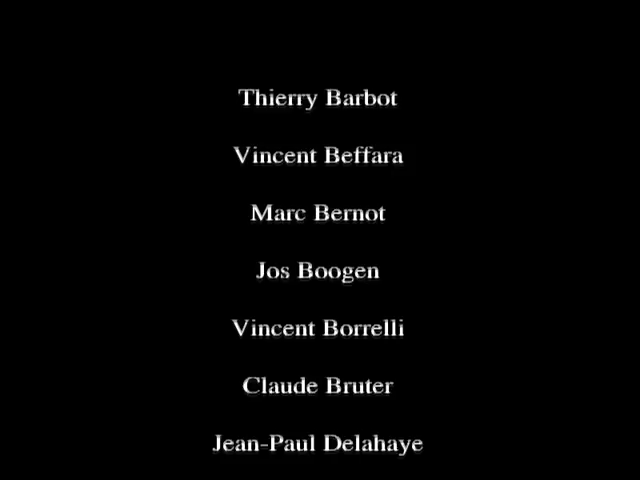 Thierry Barbot
Vincent Beffara
Marc Bernot
Jos Boogen
Vincent Borrelli
Claude Bruter
Jean-Paul Delahaye